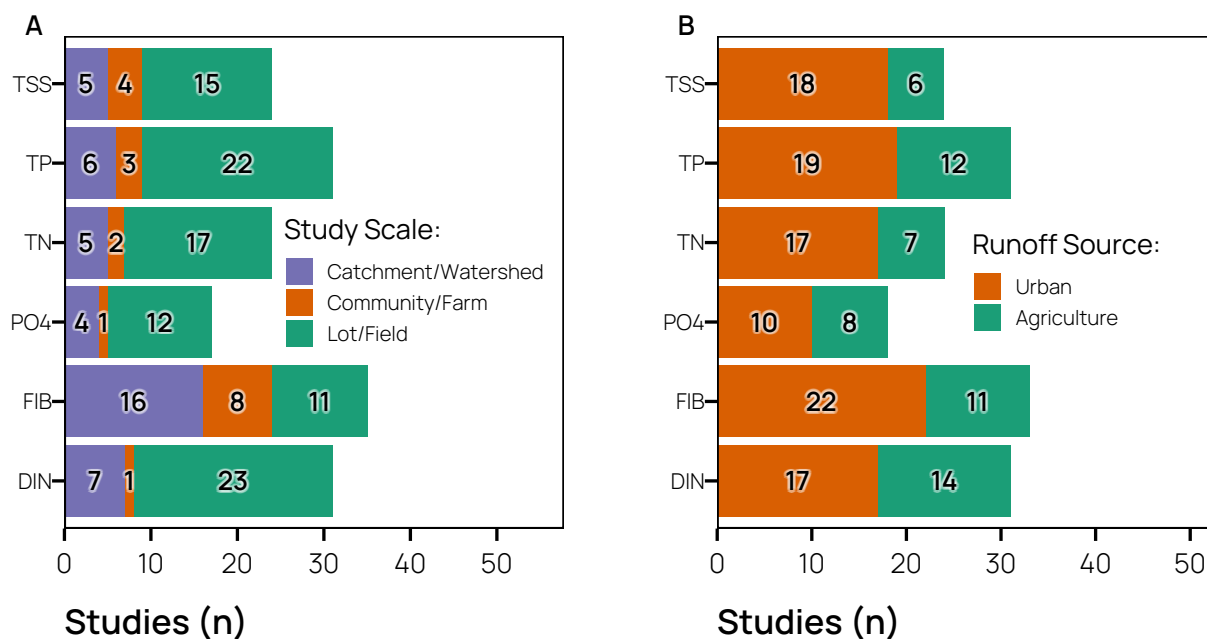 A
TSS 5 4 15
TP 6 3 22
TN 5 2 17
PO4 4 1 12
FIB 16 8 11
DIN 7 1 23
Study Scale:
Catchment/Watershed
Community/Farm
Lot/Field
0 10 20 30 40 50
Studies (n)
B
TSS 18 6
TP 19 12
TN 17 7
PO4 10 8
FIB 22 11
DIN 17 14
Runoff Source:
Urban
Agriculture
0 10 20 30 40 50
Studies (n)